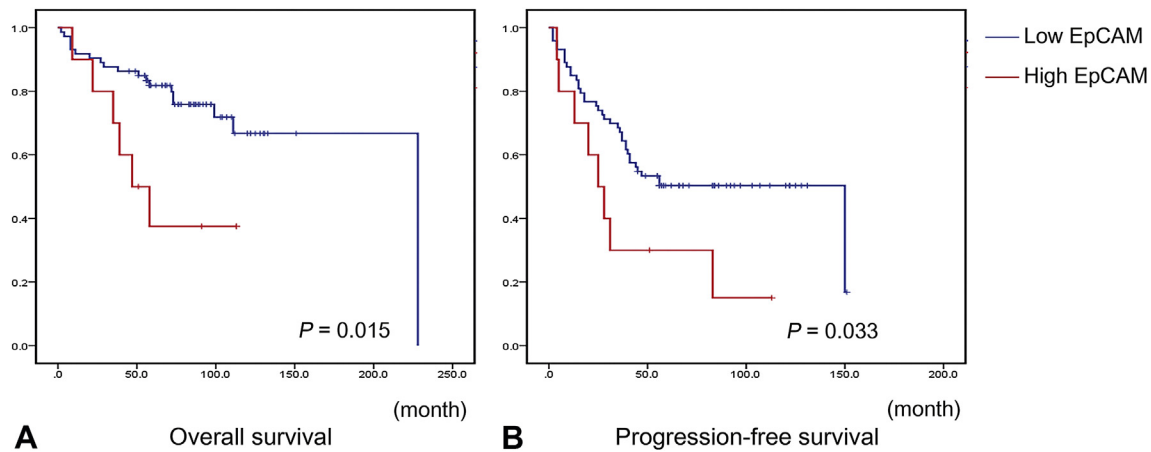 1.0
0.8
0.6
0.4
0.2
0.0
.0 50.0 100.0 150.0 200.0 250.0
P = 0.015
(month)
A Overall survival
1.0
0.8
0.6
0.4
0.2
0.0
.0 50.0 100.0 150.0 200.0
P = 0.033
(month)
B Progression-free survival
Low EpCAM
High EpCAM